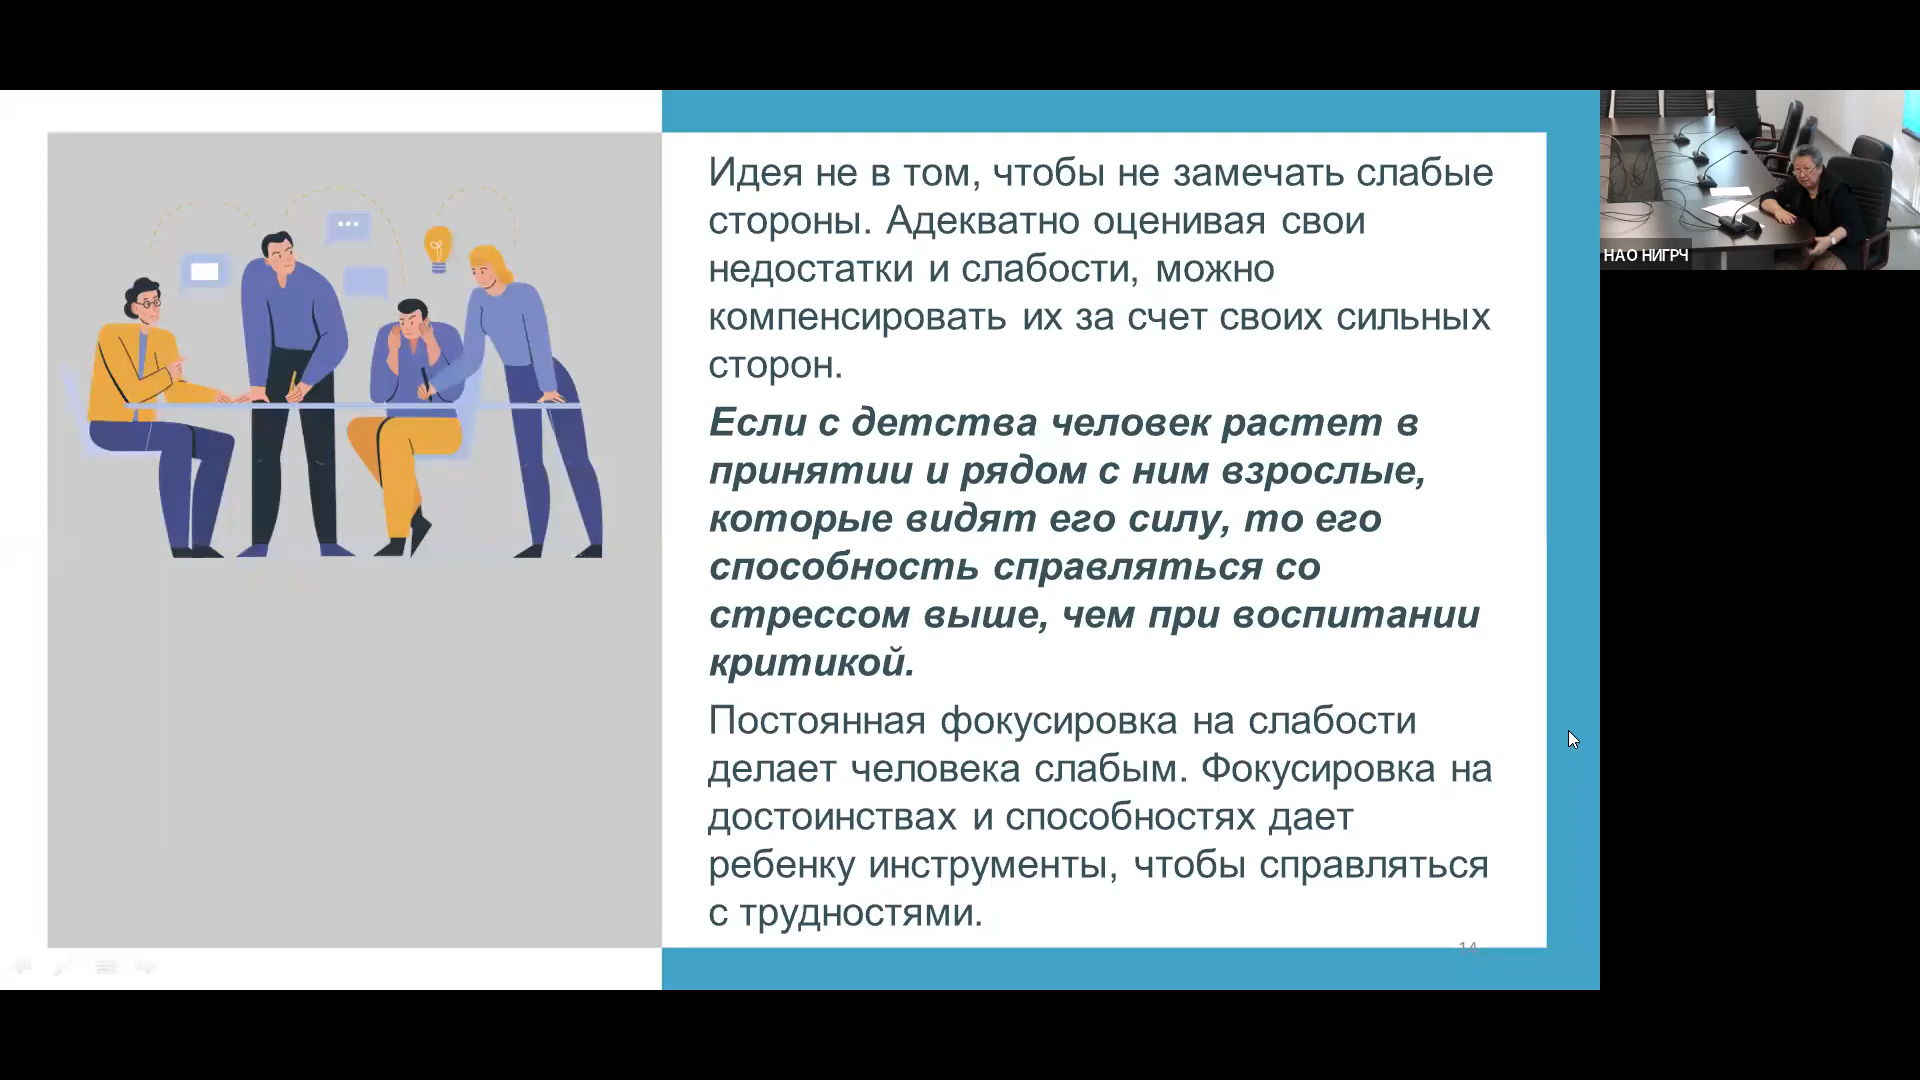 Идея не в том, чтобы не замечать слабые
стороны. Адекватно оценивая свои
недостатки и слабости, можно
компенсировать их за счет своих сильных
сторон.
Если с детства человек растет в
принятии и рядом с ним взрослые,
которые видят его силу, то его
способность справляться со
стрессом выше, чем при воспитании
критикой.
Постоянная фокусировка на слабости
делает человека слабым. Фокусировка на
достоинствах и способностях дает
ребенку инструменты, чтобы справляться
с трудностями.
14
НАО НИГРЧ